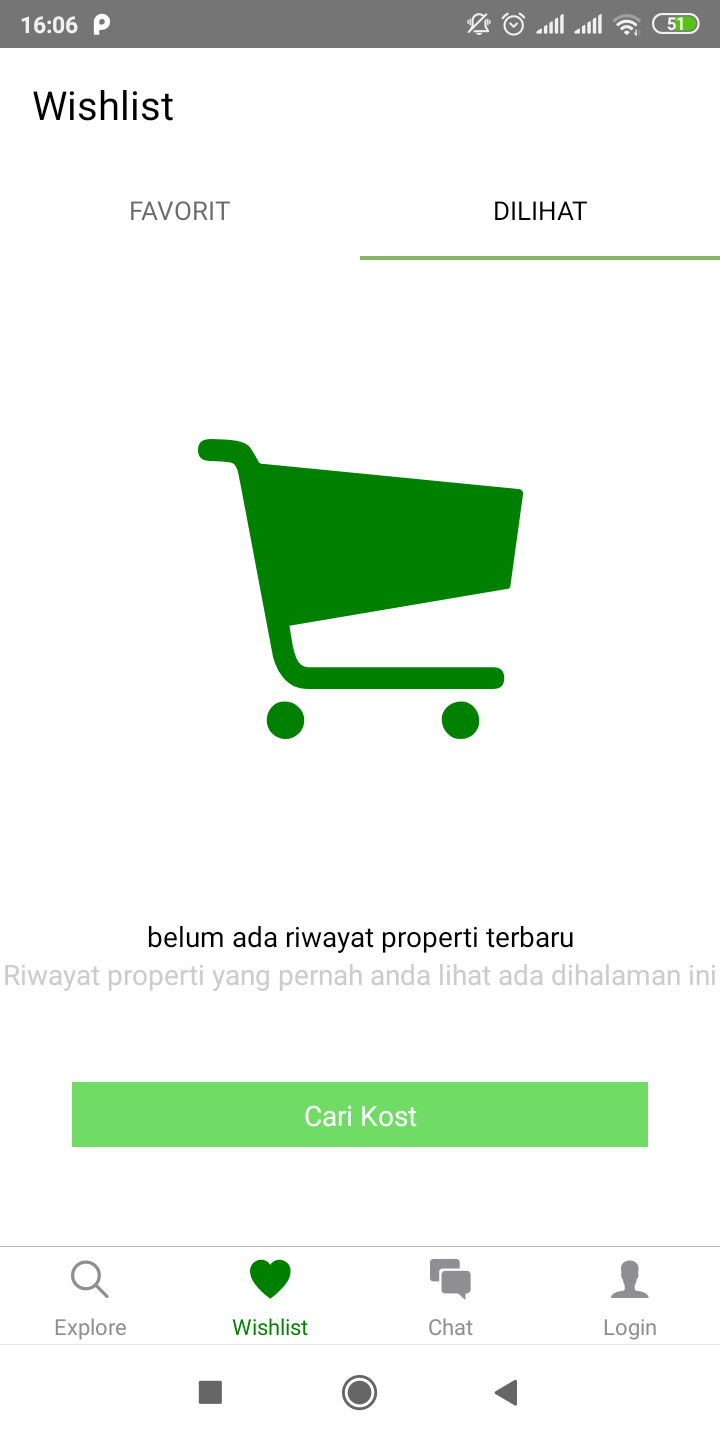 16:06
51
Wishlist
FAVORIT
DILIHAT
belum ada riwayat properti terbaru
Riwayat properti yang pernah anda lihat ada dihalaman ini
Cari Kost
Explore
Wishlist
Chat
Login